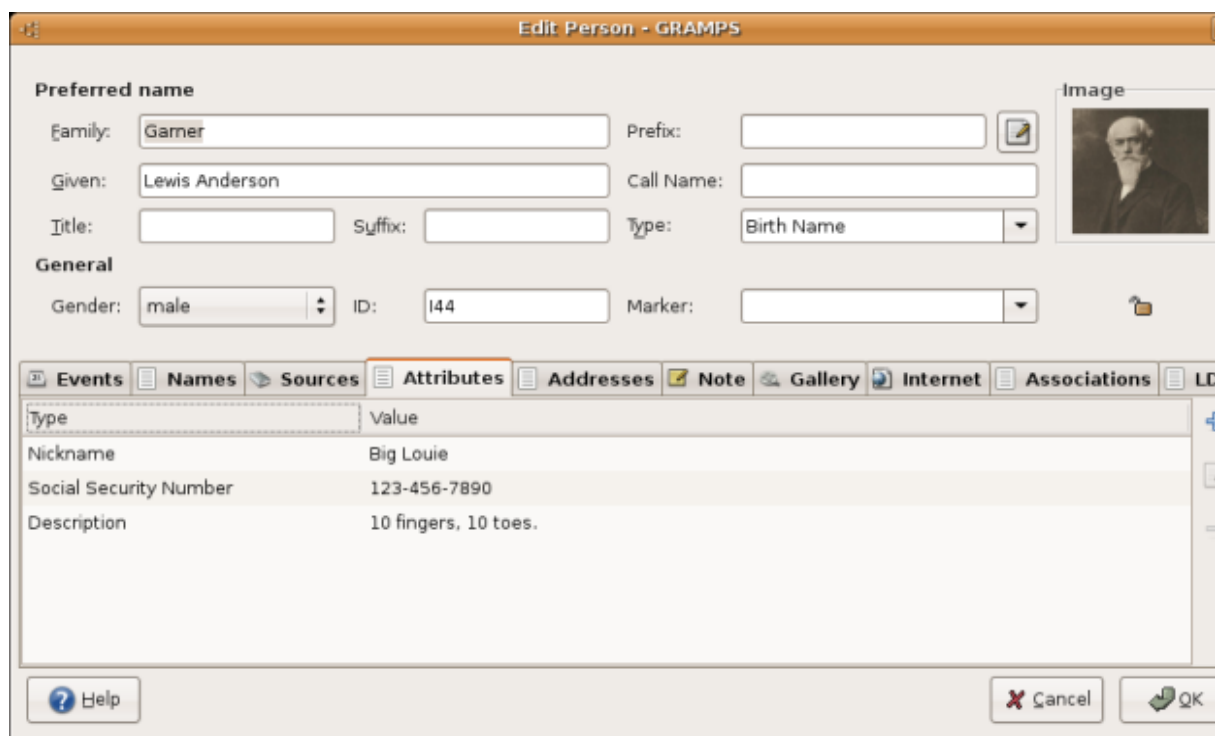 Edit Person - GRAMPS
Preferred name
Image
Family: Garner Prefix:
Given: Lewis Anderson Call Name:
Title: Suffix: Type: Birth Name
General
Gender: male ID: I44 Marker:
Events Names Sources Attributes Addresses Note Gallery Internet Associations LD
Type Value
Nickname Big Louie
Social Security Number 123-456-7890
Description 10 fingers, 10 toes.
Help Cancel OK